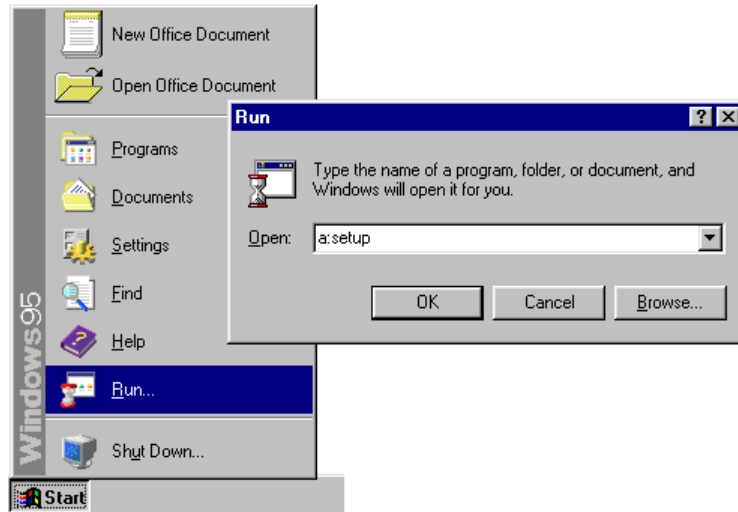 New Office Document
Open Office Document
Programs
Documents
Settings
Find
Help
Run...
Shut Down...
Windows95
Start
Run
Type the name of a program, folder, or document, and
Windows will open it for you.
Open: a:setup
OK Cancel Browse...